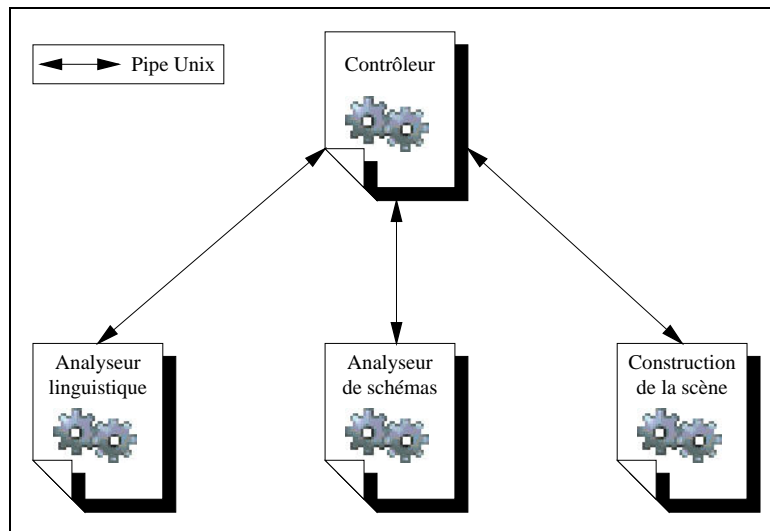 Pipe Unix
Contrôleur
Analyseur
linguistique
Analyseur
de schémas
Construction
de la scène